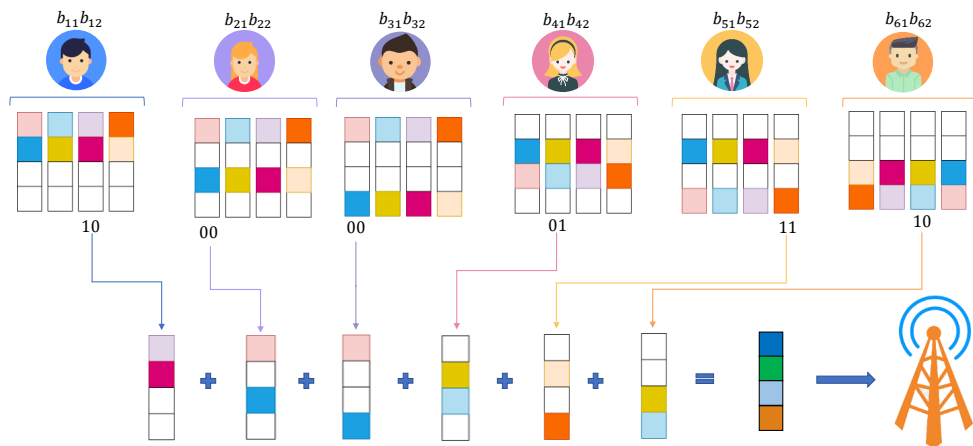 b₁₁b₁₂ b₂₁b₂₂ b₃₁b₃₂ b₄₁b₄₂ b₅₁b₅₂ b₆₁b₆₂
10 00 00 01 11 10
+ + + + + =